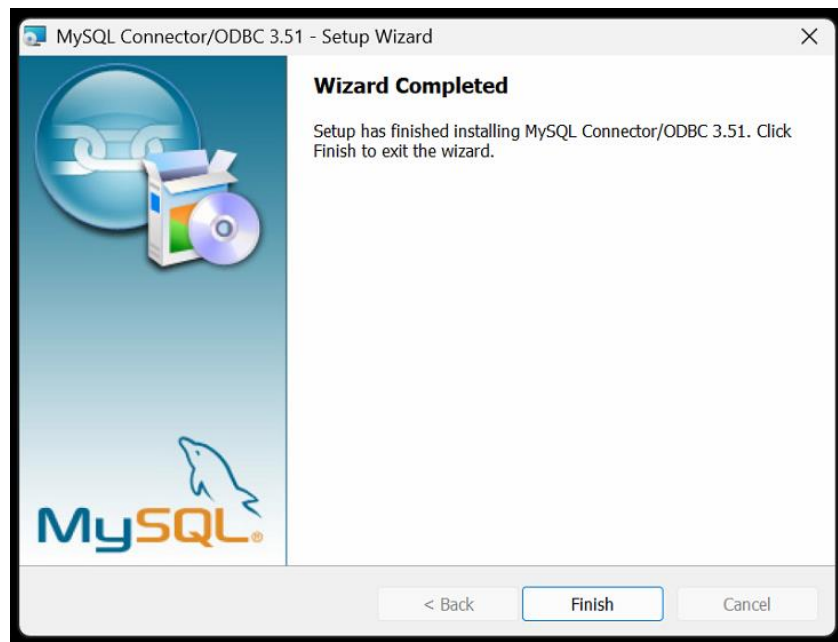 MySQL Connector/ODBC 3.51 - Setup Wizard
Wizard Completed
Setup has finished installing MySQL Connector/ODBC 3.51. Click
Finish to exit the wizard.
MySQL®
< Back
Finish
Cancel